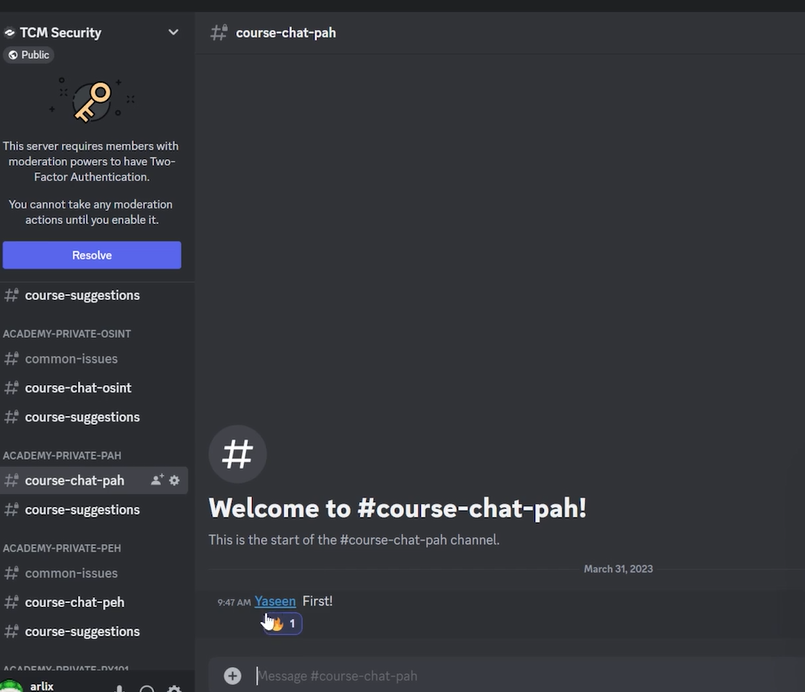 TCM Security
Public
This server requires members with
moderation powers to have Two-
Factor Authentication.
You cannot take any moderation
actions until you enable it.
Resolve
course-suggestions
ACADEMY-PRIVATE-OSINT
common-issues
course-chat-osint
course-suggestions
ACADEMY-PRIVATE-PAH
course-chat-pah
course-suggestions
ACADEMY-PRIVATE-PEH
common-issues
course-chat-peh
course-suggestions
ACADEMY-PRIVATE-PY101
arlix
# course-chat-pah
#
Welcome to #course-chat-pah!
This is the start of the #course-chat-pah channel.
March 31, 2023
9:47 AM Yaseen First!
1
Message #course-chat-pah